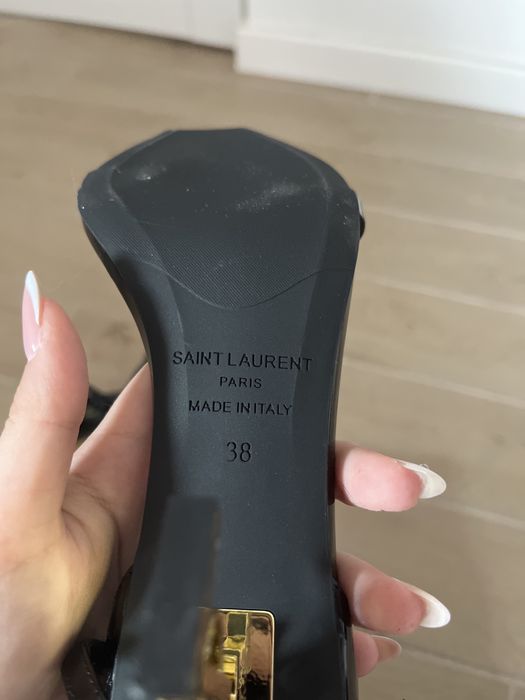 SAINT LAURENT
PARIS
MADE IN ITALY
38